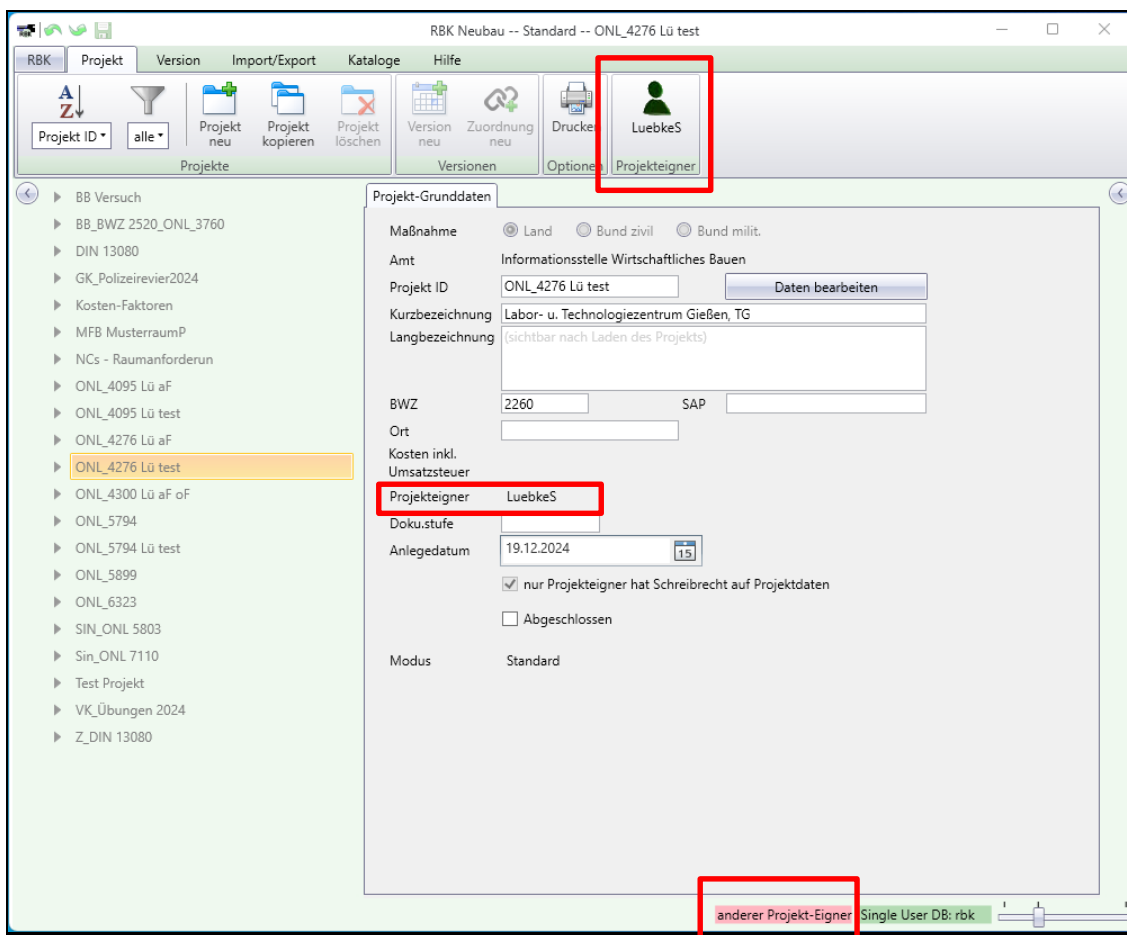 RBK Neubau -- Standard -- ONL_4276 Lü test
RBK Projekt Version Import/Export Kataloge Hilfe
A
Z
Projekt ID alle Projekt neu Projekt kopieren Projekt löschen Version neu Zuordnung neu Drucken LuebkeS
Projekte Versionen Optionen Projekteigner
BB Versuch
BB_BWZ 2520_ONL_3760
DIN 13080
GK_Polizeirevier2024
Kosten-Faktoren
MFB MusterraumP
NCs - Raumanforderun
ONL_4095 Lü aF
ONL_4095 Lü test
ONL_4276 Lü aF
ONL_4276 Lü test
ONL_4300 Lü aF oF
ONL_5794
ONL_5794 Lü test
ONL_5899
ONL_6323
SIN_ONL 5803
Sin_ONL 7110
Test Projekt
VK_Übungen 2024
Z_DIN 13080
Projekt-Grunddaten
Maßnahme Land Bund zivil Bund milit.
Amt Informationsstelle Wirtschaftliches Bauen
Projekt ID ONL_4276 Lü test Daten bearbeiten
Kurzbezeichnung Labor- u. Technologiezentrum Gießen, TG
Langbezeichnung (sichtbar nach Laden des Projekts)
BWZ 2260 SAP
Ort
Kosten inkl.
Umsatzsteuer
Projekteigner LuebkeS
Doku.stufe
Anlegedatum 19.12.2024 15
nur Projekteigner hat Schreibrecht auf Projektdaten
Abgeschlossen
Modus Standard
anderer Projekt-Eigner Single User DB: rbk